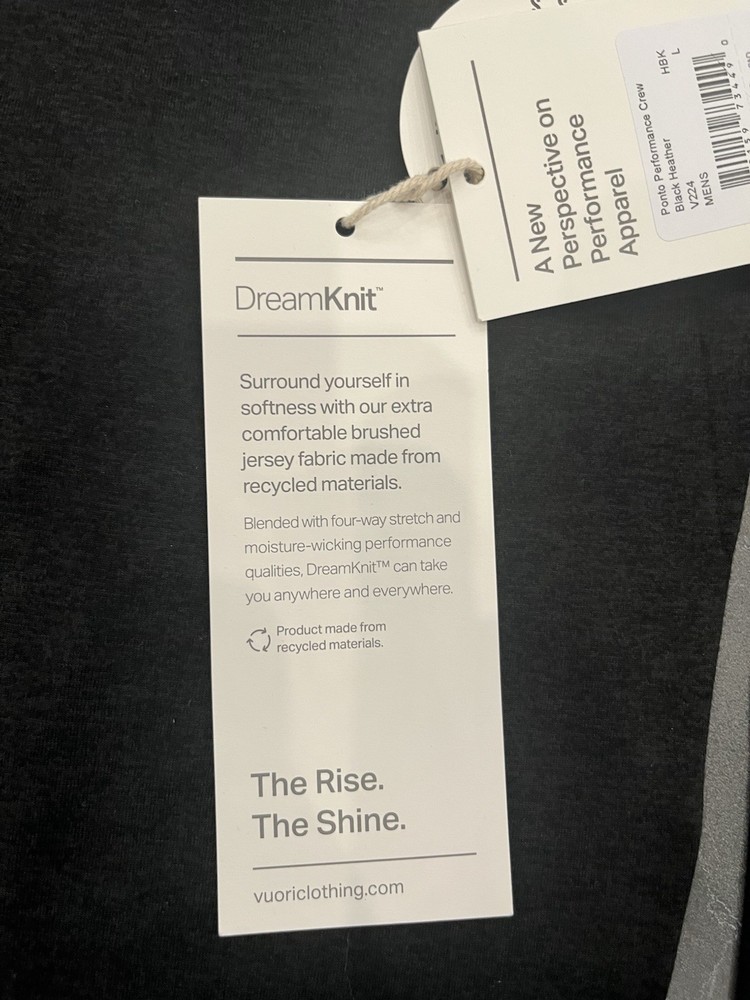 DreamKnit™
Surround yourself in
softness with our extra
comfortable brushed
jersey fabric made from
recycled materials.
Blended with four-way stretch and
moisture-wicking performance
qualities, DreamKnit™ can take
you anywhere and everywhere.
Product made from
recycled materials.
The Rise.
The Shine.
vuoriclothing.com
A New
Perspective on
Performance
Apparel
Ponto Performance Crew
Black Heather HBK
V224 L
MENS